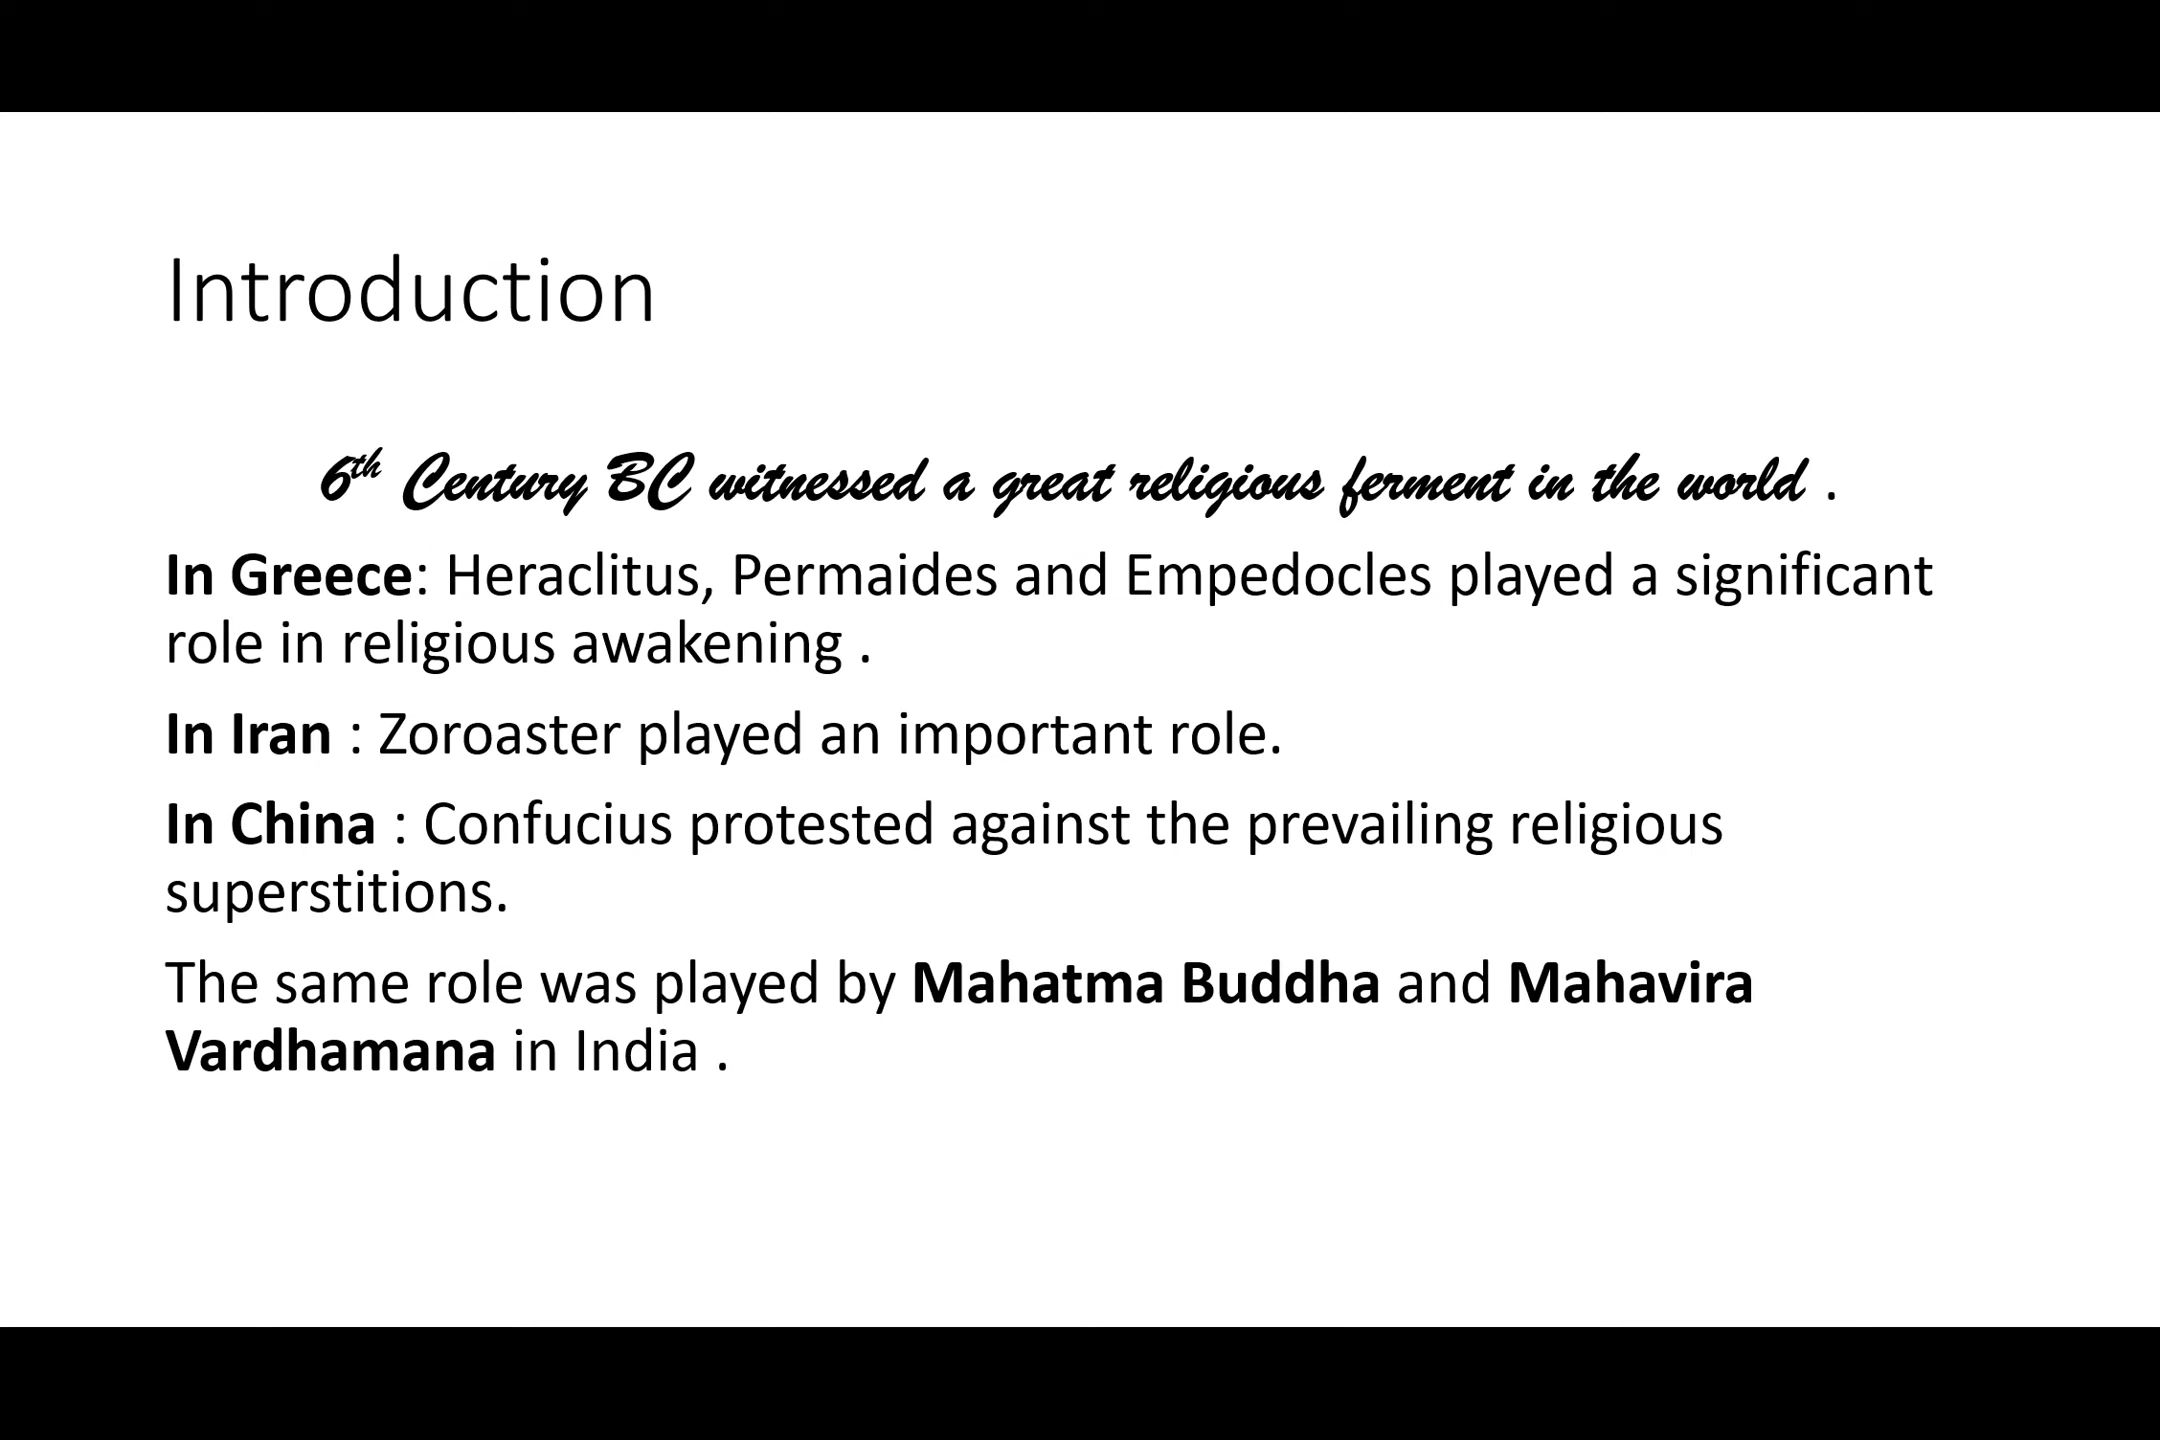 Introduction
6th Century BC witnessed a great religious ferment in the world .
In Greece: Heraclitus, Permaides and Empedocles played a significant
role in religious awakening .
In Iran : Zoroaster played an important role.
In China : Confucius protested against the prevailing religious
superstitions.
The same role was played by Mahatma Buddha and Mahavira
Vardhamana in India .